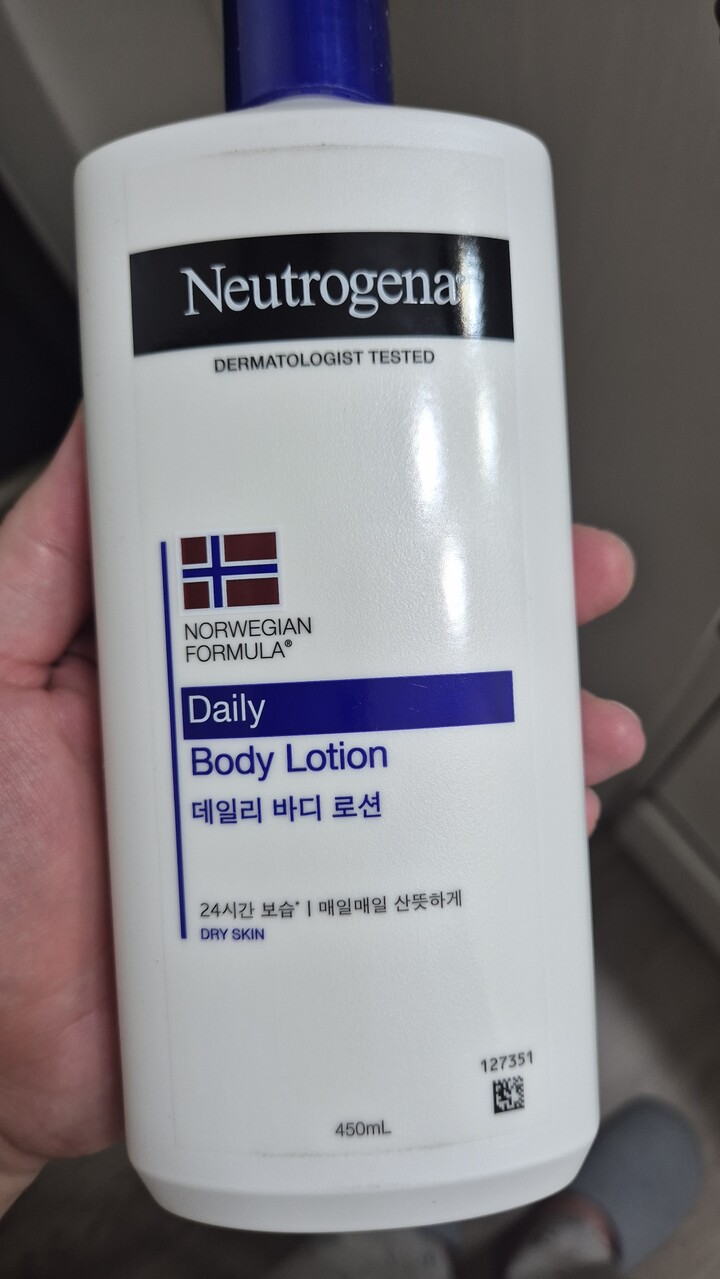 Neutrogena®
DERMATOLOGIST TESTED
NORWEGIAN
FORMULA®
Daily
Body Lotion
데일리 바디 로션
24시간 보습* | 매일매일 산뜻하게
DRY SKIN
127351
450mL